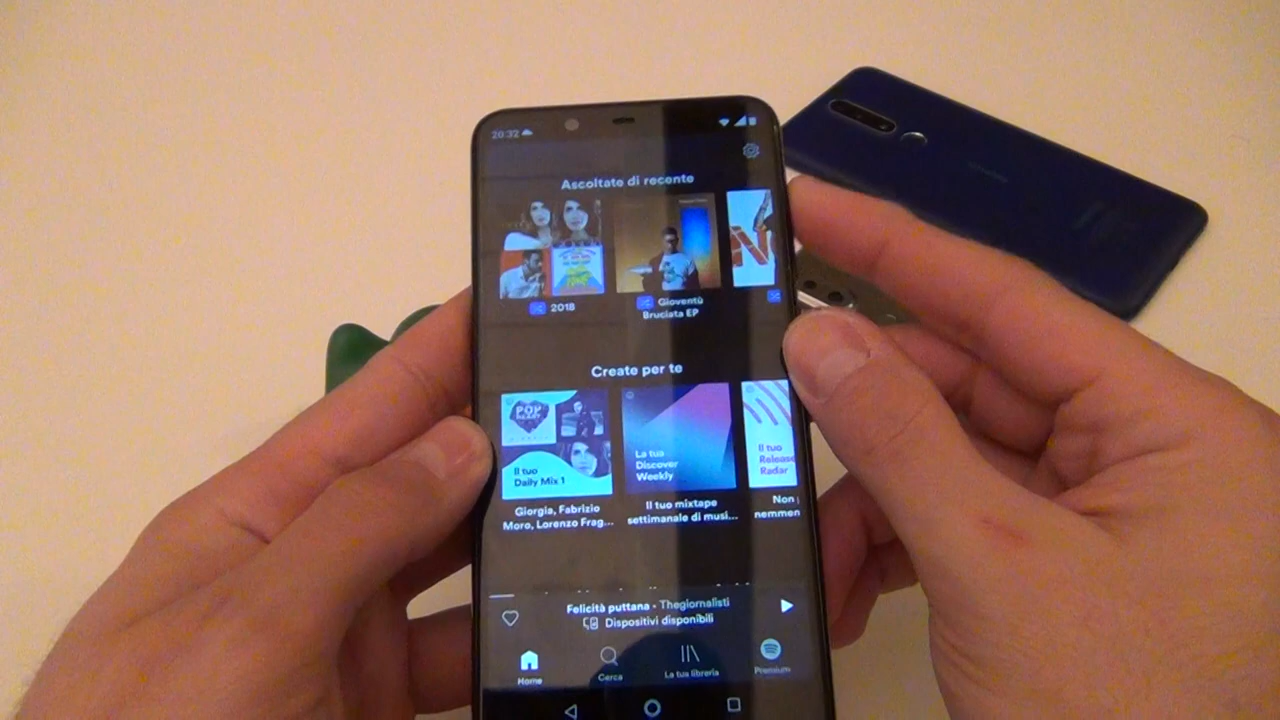 20:32
Ascoltate di recente
2018
Gioventù
Bruciata EP
Create per te
POP
Il tuo
Daily Mix 1
La tua
Discover
Weekly
Il tuo
Release
Radar
Giorgia, Fabrizio
Moro, Lorenzo Frag...
Il tuo mixtape
settimanale di musi...
Non
nemmen
Felicità puttana • Thegiornalisti
Dispositivi disponibili
Home
Cerca
La tua libreria
Premium